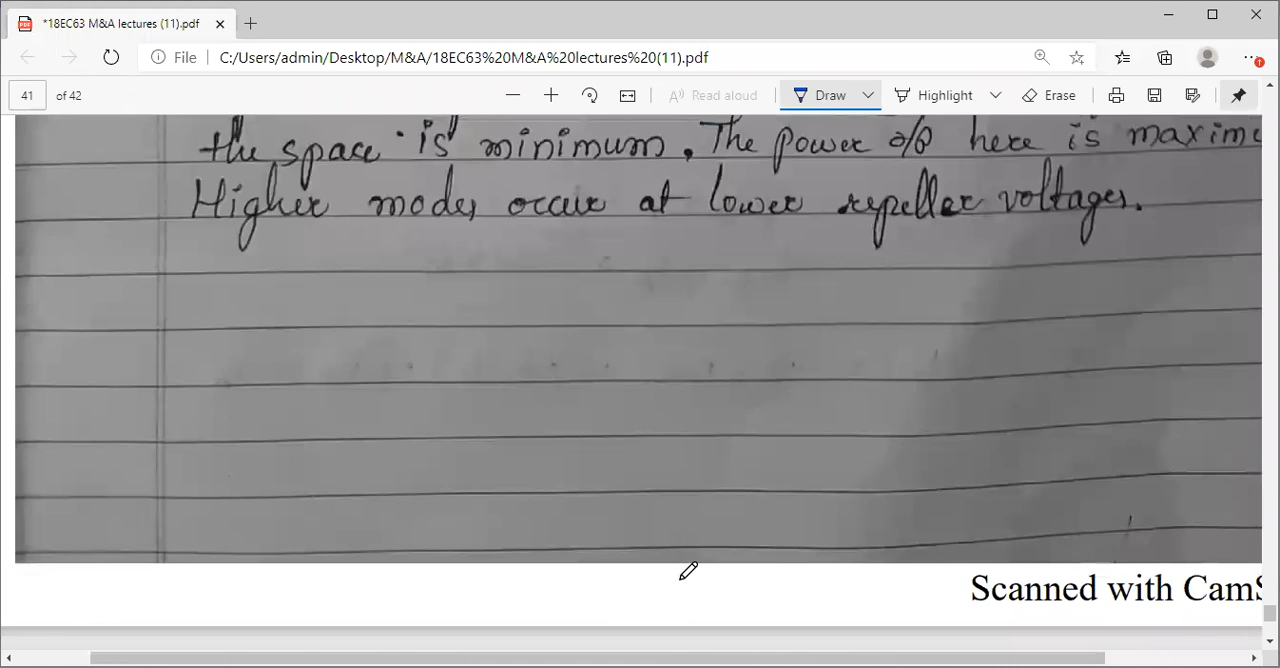 *18EC63 M&A lectures (11).pdf
File C:/Users/admin/Desktop/M&A/18EC63%20M&A%20lectures%20(11).pdf
41 of 42 Read aloud Draw Highlight Erase
the space is minimum. The power o/p here is maximu
Higher modes occur at lower repeller voltages.
Scanned with CamS